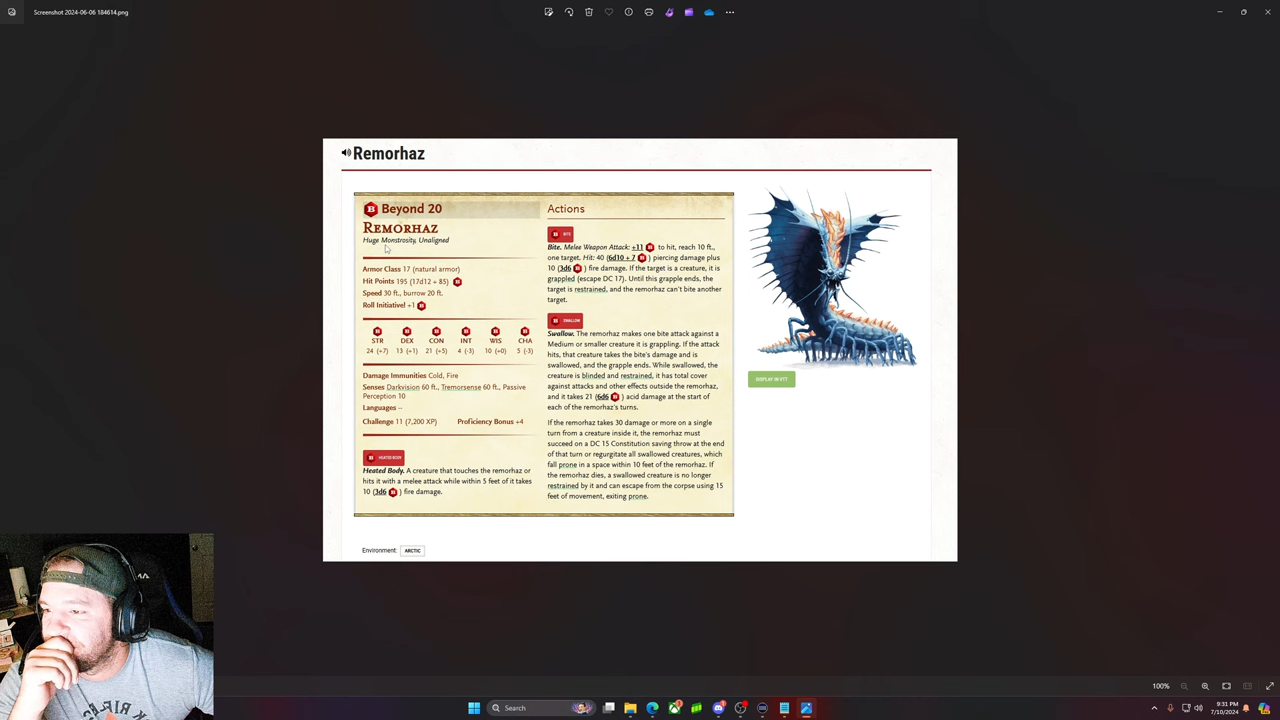 Screenshot 2024-06-06 184614.png
Remorhaz
Beyond 20
REMORHAZ
Huge Monstrosity, Unaligned
Armor Class 17 (natural armor)
Hit Points 195 (17d12 + 85)
Speed 30 ft., burrow 20 ft.
Roll Initiative! +1
STR DEX CON INT WIS CHA
24 (+7) 13 (+1) 21 (+5) 4 (-3) 10 (+0) 5 (-3)
Damage Immunities Cold, Fire
Senses Darkvision 60 ft., Tremorsense 60 ft., Passive
Perception 10
Languages --
Challenge 11 (7,200 XP) Proficiency Bonus +4
HEATED BODY
Heated Body. A creature that touches the remorhaz or
hits it with a melee attack while within 5 feet of it takes
10 (3d6 ) fire damage.
Actions
BITE
Bite. Melee Weapon Attack: +11 to hit, reach 10 ft.,
one target. Hit: 40 (6d10 + 7 ) piercing damage plus
10 (3d6 ) fire damage. If the target is a creature, it is
grappled (escape DC 17). Until this grapple ends, the
target is restrained, and the remorhaz can't bite another
target.
SWALLOW
Swallow. The remorhaz makes one bite attack against a
Medium or smaller creature it is grappling. If the attack
hits, that creature takes the bite's damage and is
swallowed, and the grapple ends. While swallowed, the
creature is blinded and restrained, it has total cover
against attacks and other effects outside the remorhaz,
and it takes 21 (6d6 ) acid damage at the start of
each of the remorhaz's turns.
If the remorhaz takes 30 damage or more on a single
turn from a creature inside it, the remorhaz must
succeed on a DC 15 Constitution saving throw at the end
of that turn or regurgitate all swallowed creatures, which
fall prone in a space within 10 feet of the remorhaz. If
the remorhaz dies, a swallowed creature is no longer
restrained by it and can escape from the corpse using 15
feet of movement, exiting prone.
DISPLAY IN VTT
Environment: ARCTIC
100%
Search
9:31 PM
7/10/2024